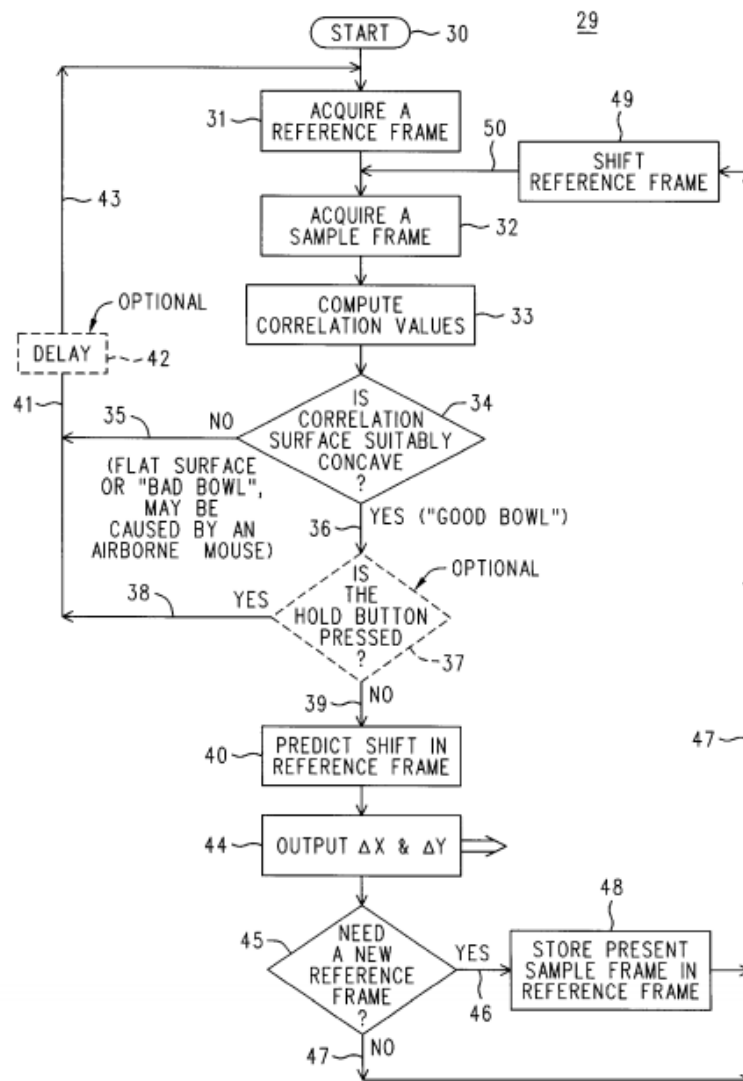 START
30
29
31
ACQUIRE A
REFERENCE FRAME
49
50
SHIFT
REFERENCE FRAME
43
ACQUIRE A
SAMPLE FRAME
32
OPTIONAL
COMPUTE
CORRELATION VALUES
33
DELAY
42
41
35
NO
IS
CORRELATION
SURFACE SUITABLY
CONCAVE
?
34
(FLAT SURFACE
OR "BAD BOWL",
MAY BE
CAUSED BY AN
AIRBORNE MOUSE)
36
YES ("GOOD BOWL")
OPTIONAL
38
YES
IS
THE
HOLD BUTTON
PRESSED
?
37
39
NO
40
PREDICT SHIFT IN
REFERENCE FRAME
47
44
OUTPUT ΔX & ΔY
48
45
NEED
A NEW
REFERENCE
FRAME
?
YES
46
STORE PRESENT
SAMPLE FRAME IN
REFERENCE FRAME
47
NO